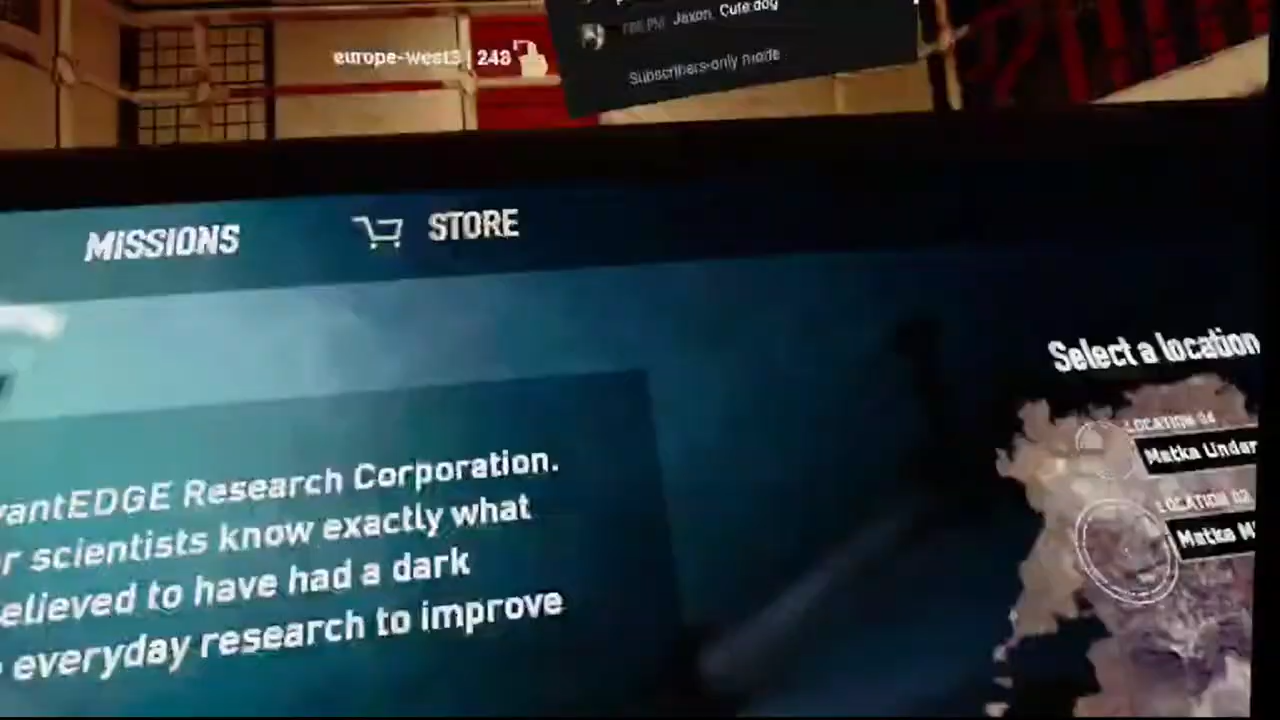 Jaxon, Cute dog
europe-west3 | 248
Subscribers-only mode
MISSIONS
STORE
Select a location
LOCATION 04
Matka Under
LOCATION 03
Matka M
vantEDGE Research Corporation.
r scientists know exactly what
elieved to have had a dark
everyday research to improve